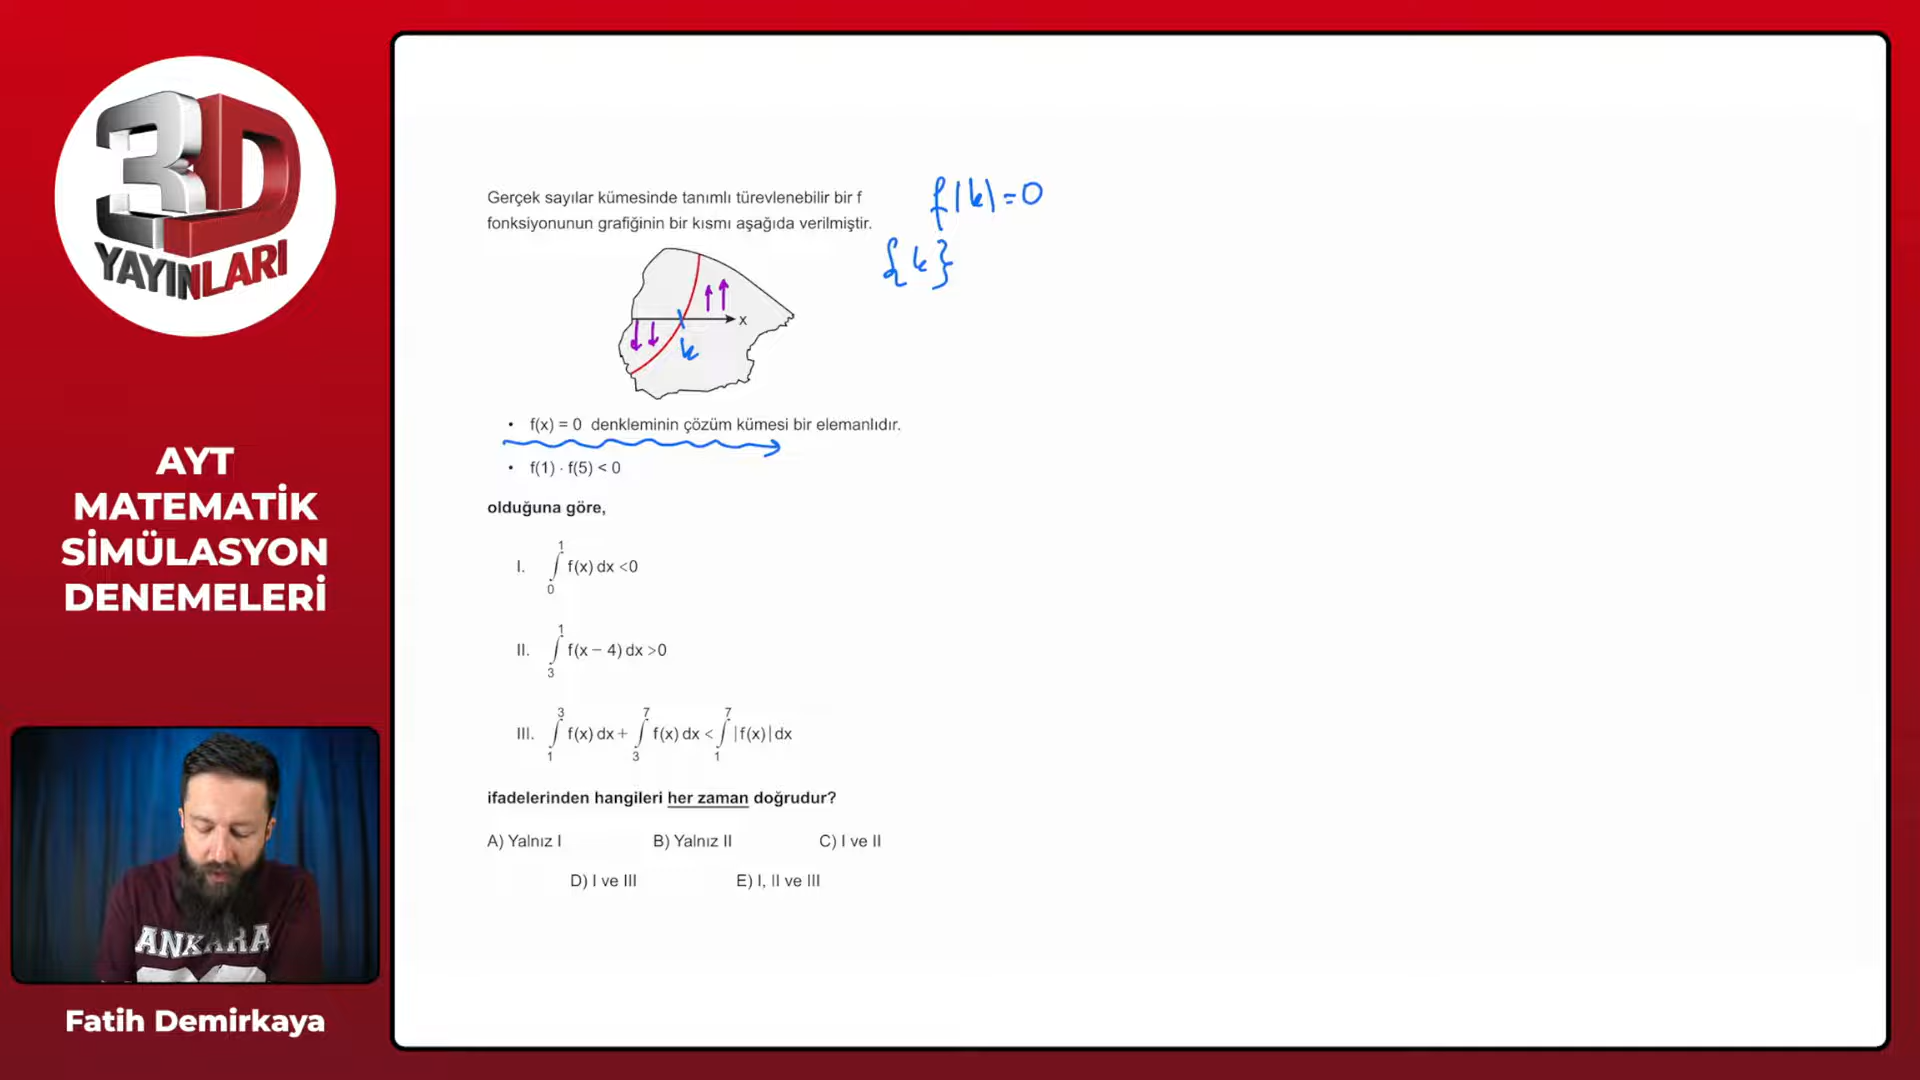 3D
YAYINLARI
AYT
MATEMATİK
SİMÜLASYON
DENEMELERİ
ANKARA
Fatih Demirkaya
Gerçek sayılar kümesinde tanımlı türevlenebilir bir f
fonksiyonunun grafiğinin bir kısmı aşağıda verilmiştir.
f(k)=0
{k}
x
k
• f(x) = 0 denkleminin çözüm kümesi bir elemanlıdır.
• f(1) · f(5) < 0
olduğuna göre,
I. ∫₀¹ f(x) dx <0
II. ∫₃¹ f(x − 4) dx >0
III. ∫₁³ f(x) dx + ∫₃⁷ f(x) dx < ∫₁⁷ |f(x)| dx
ifadelerinden hangileri her zaman doğrudur?
A) Yalnız I B) Yalnız II C) I ve II
D) I ve III E) I, II ve III